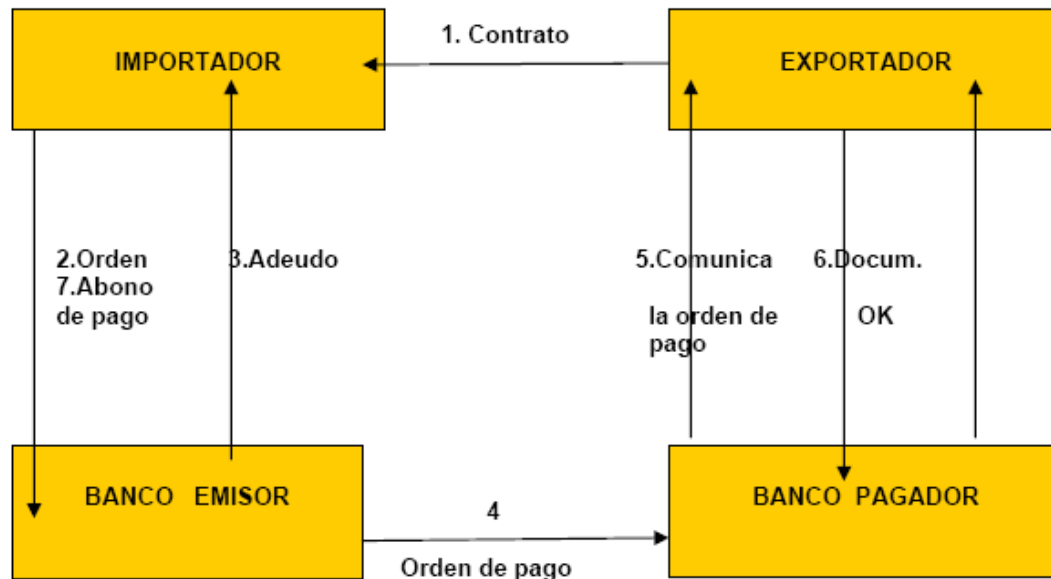 1. Contrato
IMPORTADOR
EXPORTADOR
2.Orden
7.Abono
de pago
3.Adeudo
5.Comunica
la orden de
pago
6.Docum.
OK
BANCO EMISOR
BANCO PAGADOR
4
Orden de pago